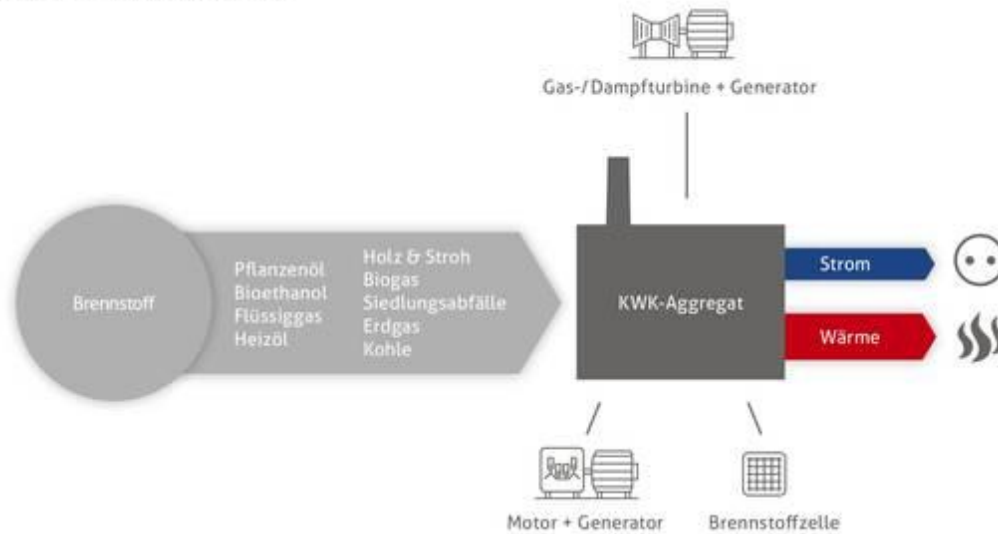 Gas-/Dampfturbine + Generator
Brennstoff
Pflanzenöl
Bioethanol
Flüssiggas
Heizöl
Holz & Stroh
Biogas
Siedlungsabfälle
Erdgas
Kohle
KWK-Aggregat
Strom
Wärme
Motor + Generator
Brennstoffzelle